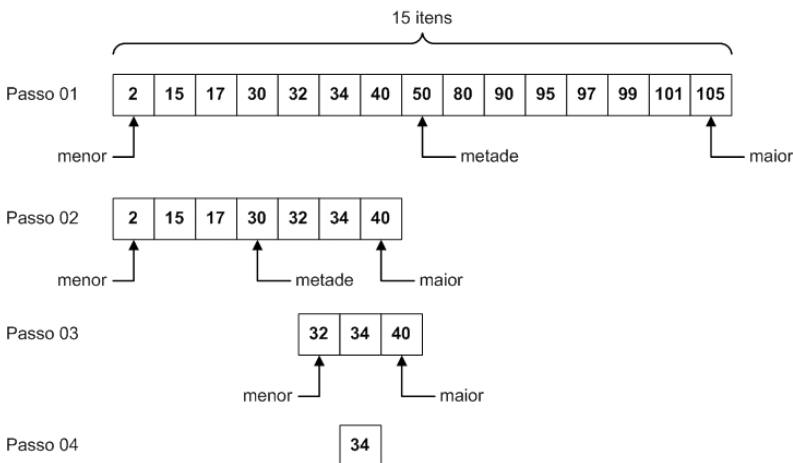 15 itens
Passo 01 2 15 17 30 32 34 40 50 80 90 95 97 99 101 105
menor metade maior
Passo 02 2 15 17 30 32 34 40
menor metade maior
Passo 03 32 34 40
menor maior
Passo 04 34